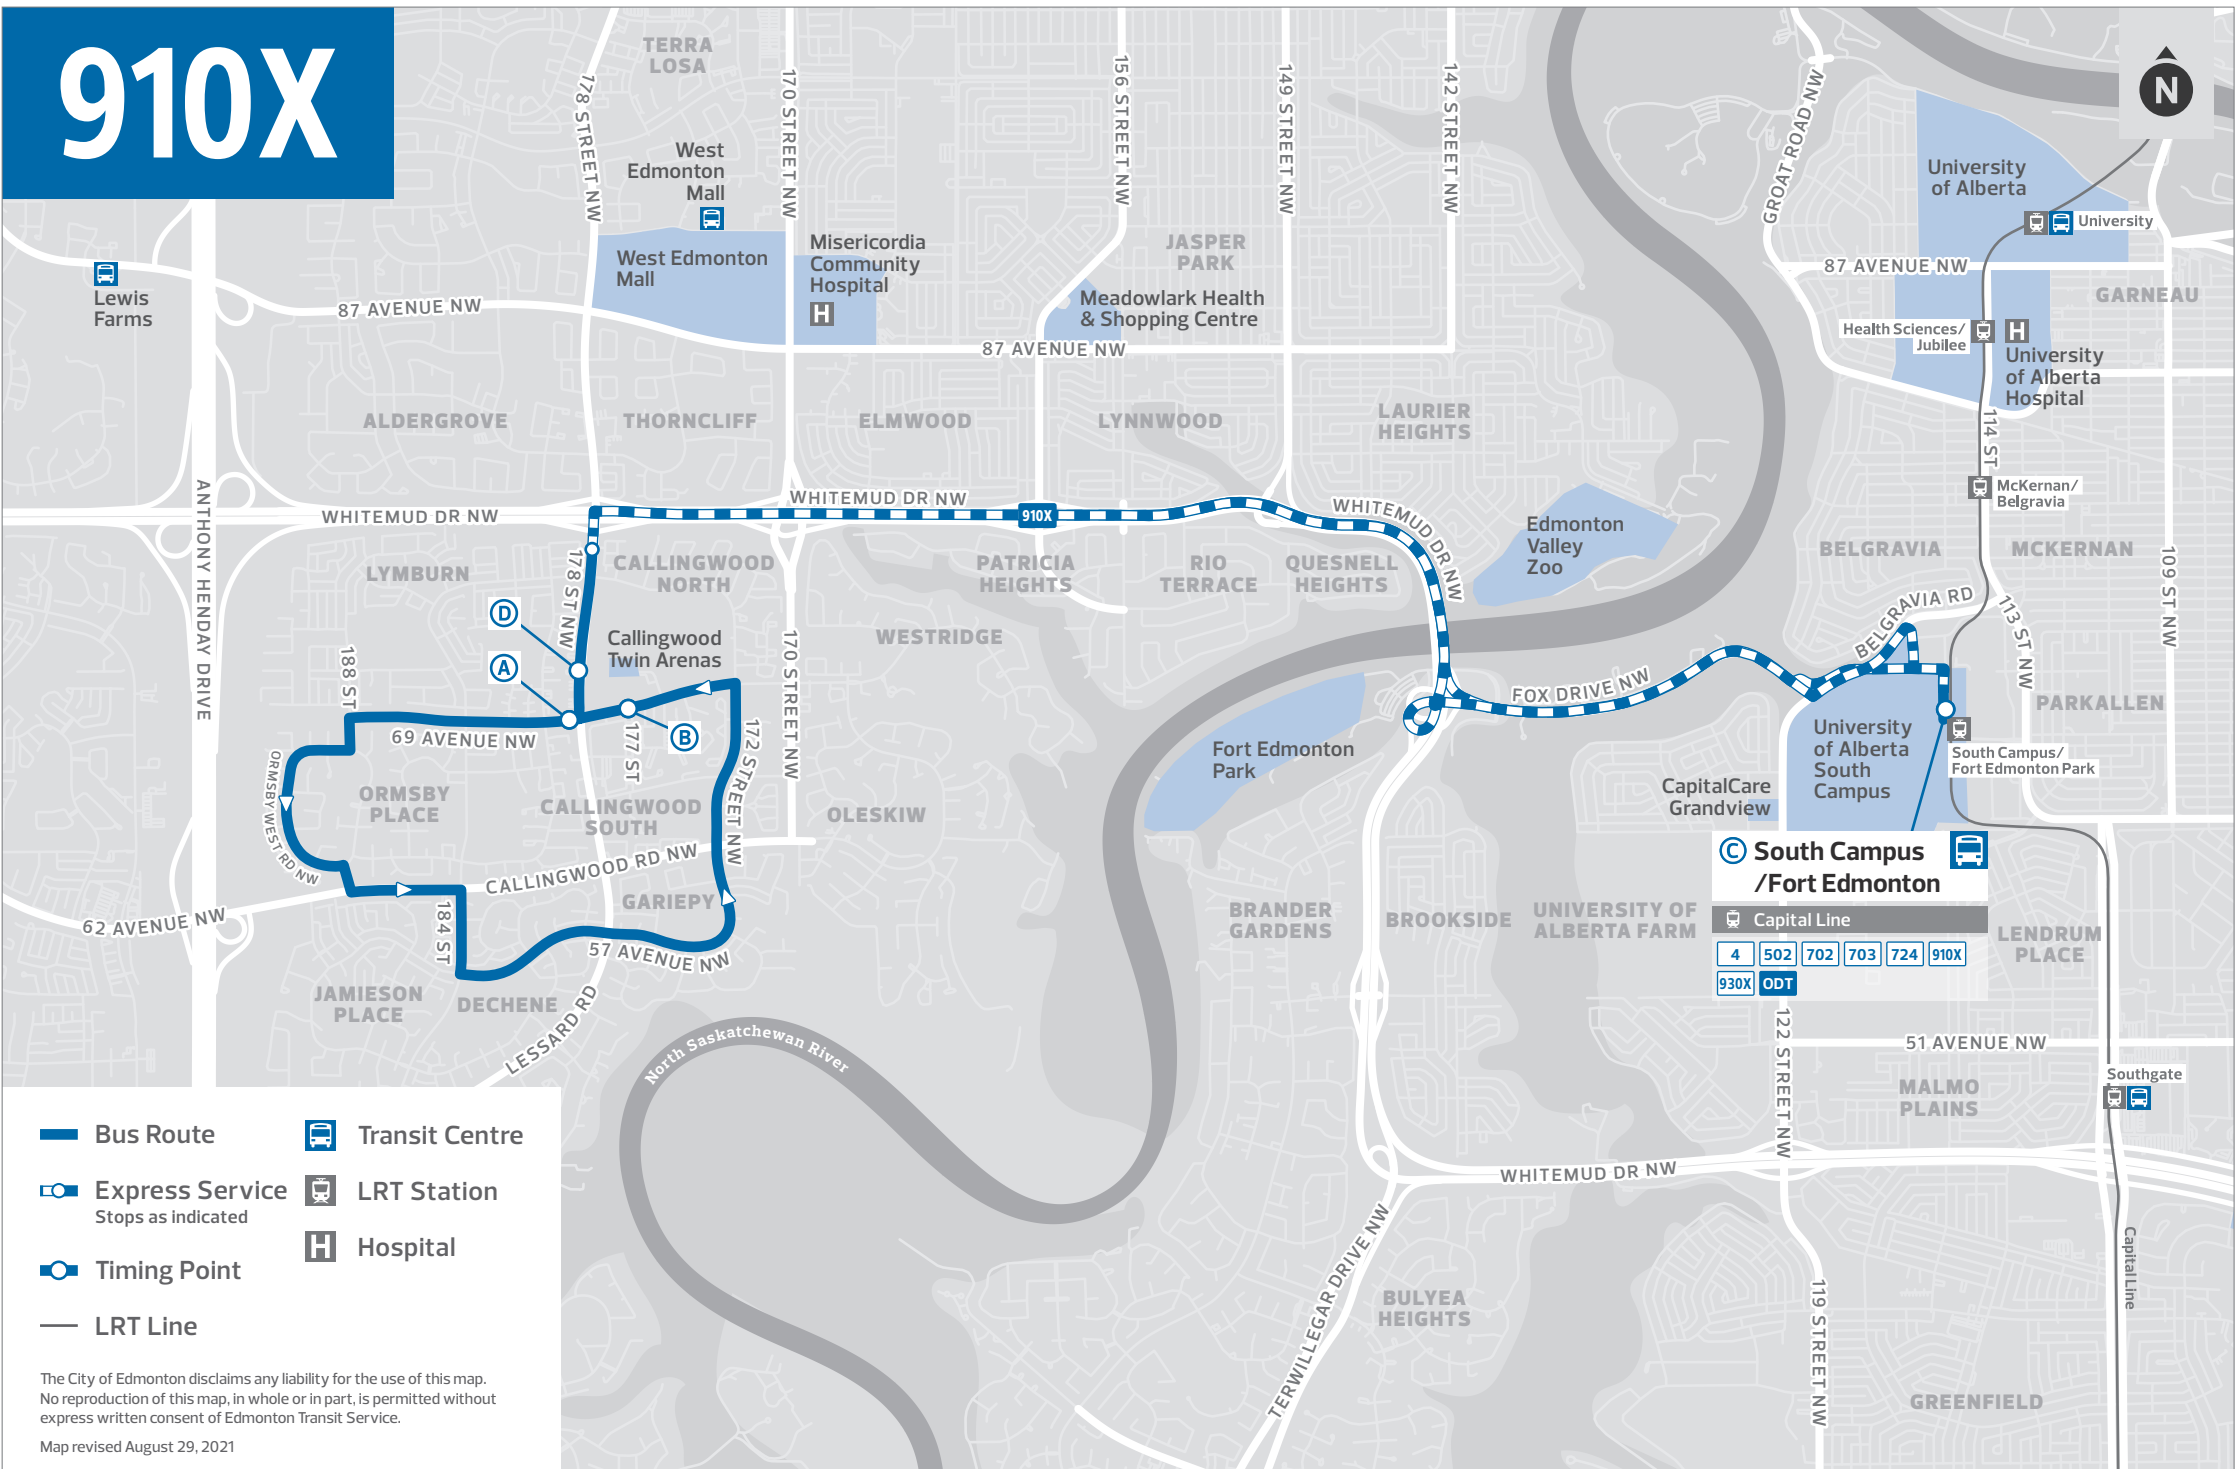 910X
N
TERRA
LOSA
178 STREET NW
170 STREET NW
156 STREET NW
149 STREET NW
142 STREET NW
GROAT ROAD NW
West
Edmonton
Mall
West Edmonton
Mall
Misericordia
Community
Hospital
H
JASPER
PARK
Meadowlark Health
& Shopping Centre
University
of Alberta
University
87 AVENUE NW
GARNEAU
Lewis
Farms
87 AVENUE NW
87 AVENUE NW
Health Sciences/
Jubilee
H
University
of Alberta
Hospital
114 ST
ALDERGROVE
THORNCLIFF
ELMWOOD
LYNNWOOD
LAURIER
HEIGHTS
McKernan/
Belgravia
ANTHONY HENDAY DRIVE
WHITEMUD DR NW
WHITEMUD DR NW
910X
WHITEMUD DR NW
Edmonton
Valley
Zoo
BELGRAVIA
MCKERNAN
109 ST NW
LYMBURN
178 ST NW
CALLINGWOOD
NORTH
PATRICIA
HEIGHTS
RIO
TERRACE
QUESNELL
HEIGHTS
BELGRAVIA RD
113 ST NW
D
A
Callingwood
Twin Arenas
170 STREET NW
WESTRIDGE
188 ST
69 AVENUE NW
177 ST
B
172 STREET NW
FOX DRIVE NW
PARKALLEN
Fort Edmonton
Park
University
of Alberta
South
Campus
South Campus/
Fort Edmonton Park
ORMSBY WEST RD NW
ORMSBY
PLACE
CALLINGWOOD
SOUTH
OLESKIW
CapitalCare
Grandview
CALLINGWOOD RD NW
C South Campus
/Fort Edmonton
Capital Line
4 502 702 703 724 910X
930X ODT
62 AVENUE NW
184 ST
GARIEPY
57 AVENUE NW
BRANDER
GARDENS
BROOKSIDE
UNIVERSITY OF
ALBERTA FARM
LENDRUM
PLACE
JAMIESON
PLACE
DECHENE
LESSARD RD
North Saskatchewan River
122 STREET NW
51 AVENUE NW
Southgate
MALMO
PLAINS
WHITEMUD DR NW
TERWILLEGAR DRIVE NW
BULYEA
HEIGHTS
119 STREET NW
Capital Line
GREENFIELD
Bus Route
Transit Centre
Express Service
Stops as indicated
LRT Station
Timing Point
H Hospital
LRT Line
The City of Edmonton disclaims any liability for the use of this map.
No reproduction of this map, in whole or in part, is permitted without
express written consent of Edmonton Transit Service.
Map revised August 29, 2021